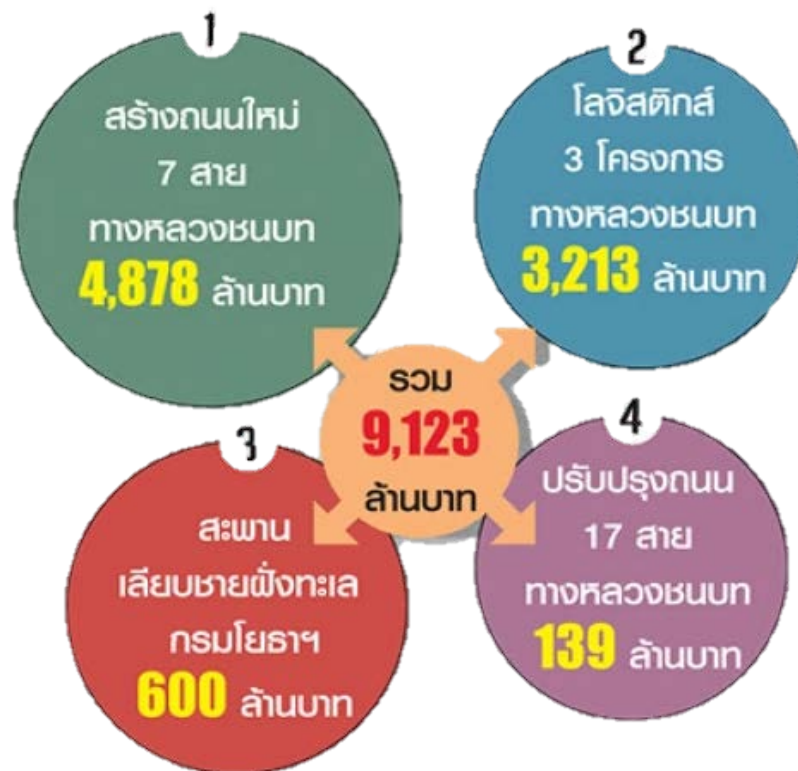 1
สร้างถนนใหม่
7 สาย
ทางหลวงชนบท
4,878 ล้านบาท
2
โลจิสติกส์
3 โครงการ
ทางหลวงชนบท
3,213 ล้านบาท
รวม
9,123
ล้านบาท
3
สะพาน
เลียบชายฝั่งทะเล
กรมโยธาฯ
600 ล้านบาท
4
ปรับปรุงถนน
17 สาย
ทางหลวงชนบท
139 ล้านบาท